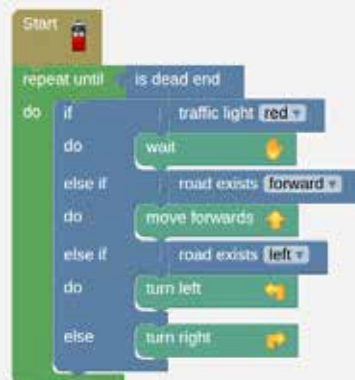 Start
repeat until is dead end
do if traffic light red
do wait
else if road exists forward
do move forwards
else if road exists left
do turn left
else turn right